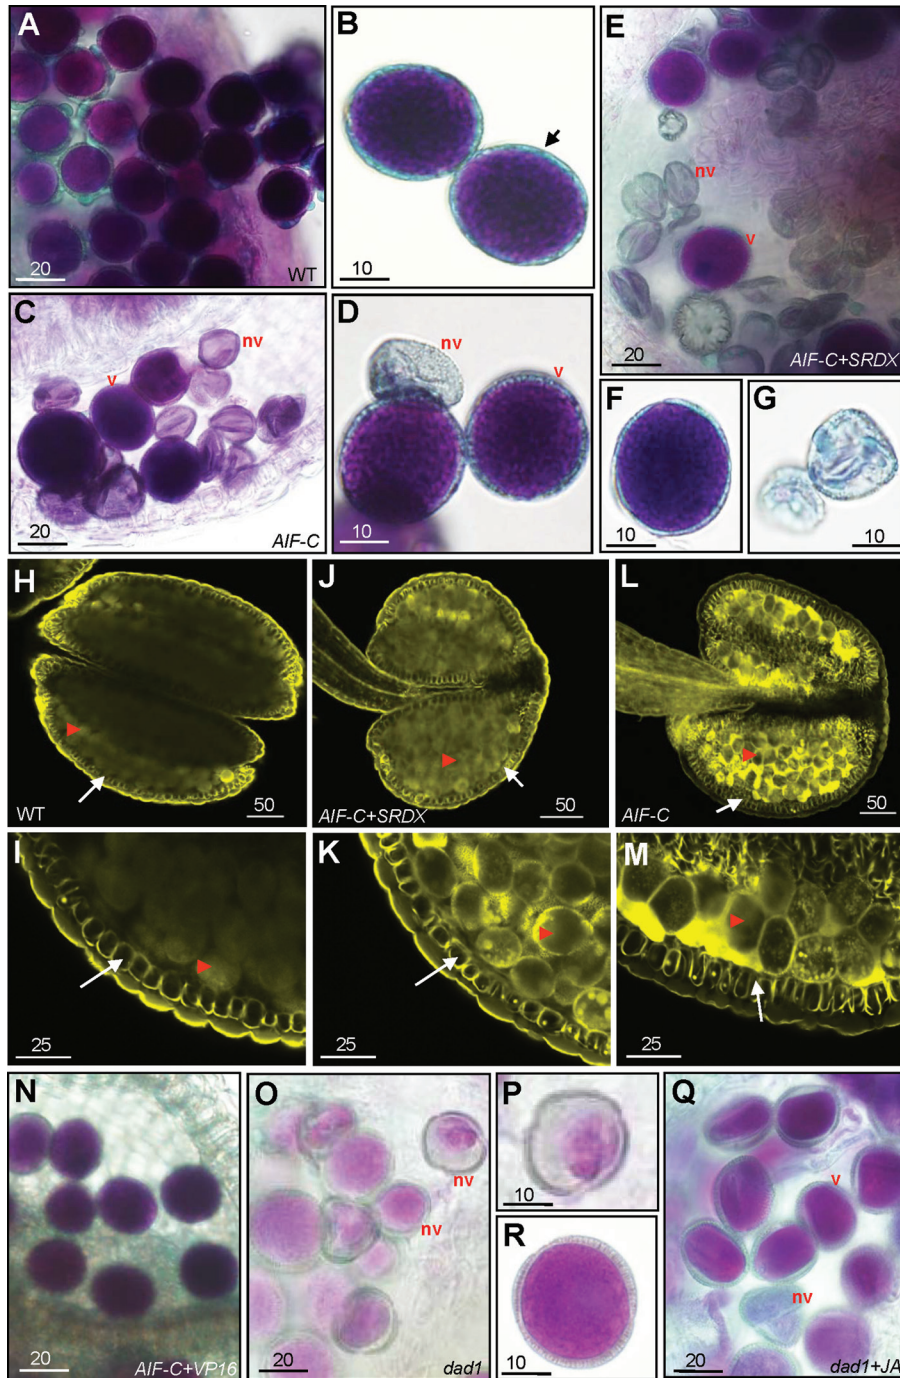 A
20
WT
B
10
E
nv
v
20
AIF-C+SRDX
C
nv
v
20
AIF-C
D
nv
v
10
F
10
G
10
H
WT
50
J
AIF-C+SRDX
50
L
AIF-C
50
I
25
K
25
M
25
N
20
AIF-C+VP16
O
nv
nv
20
dad1
P
10
R
10
Q
v
nv
20
dad1+JA